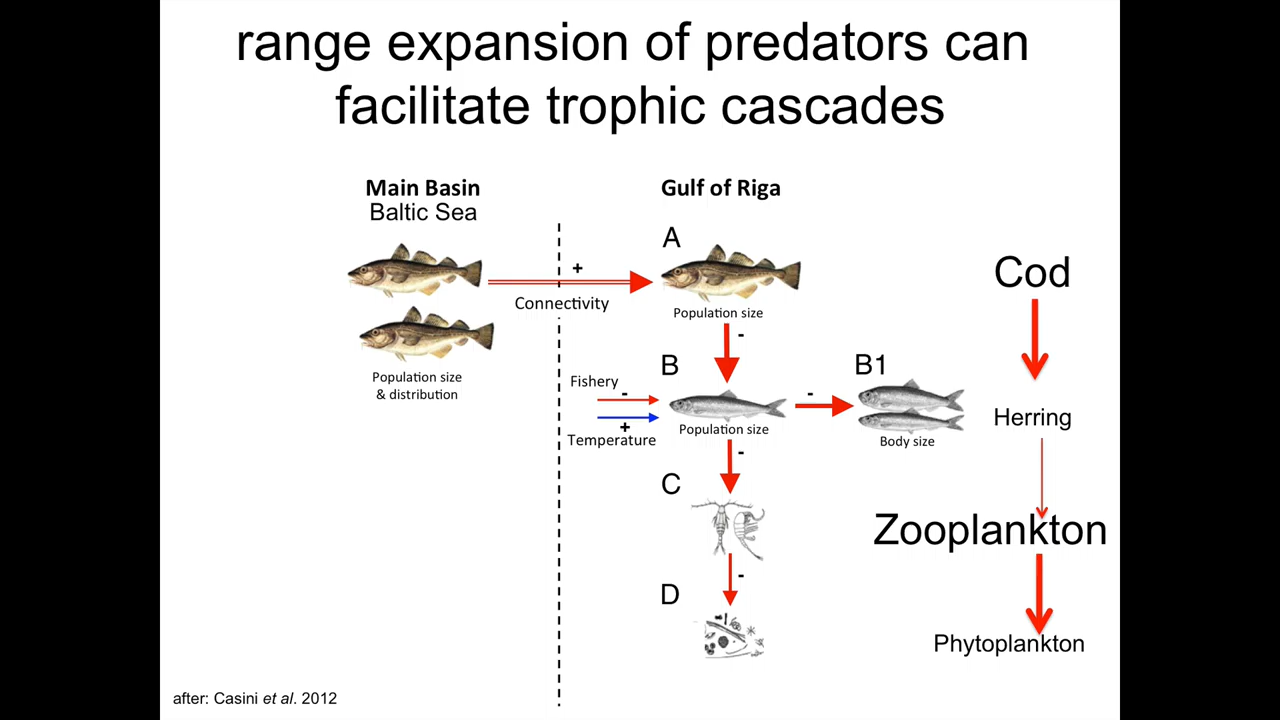 range expansion of predators can
facilitate trophic cascades
Main Basin
Baltic Sea
Gulf of Riga
A
+
Connectivity
Population size
& distribution
Population size
-
B
Fishery
-
+
Temperature
Population size
-
B1
Body size
-
C
-
D
Cod
Herring
Zooplankton
Phytoplankton
after: Casini et al. 2012